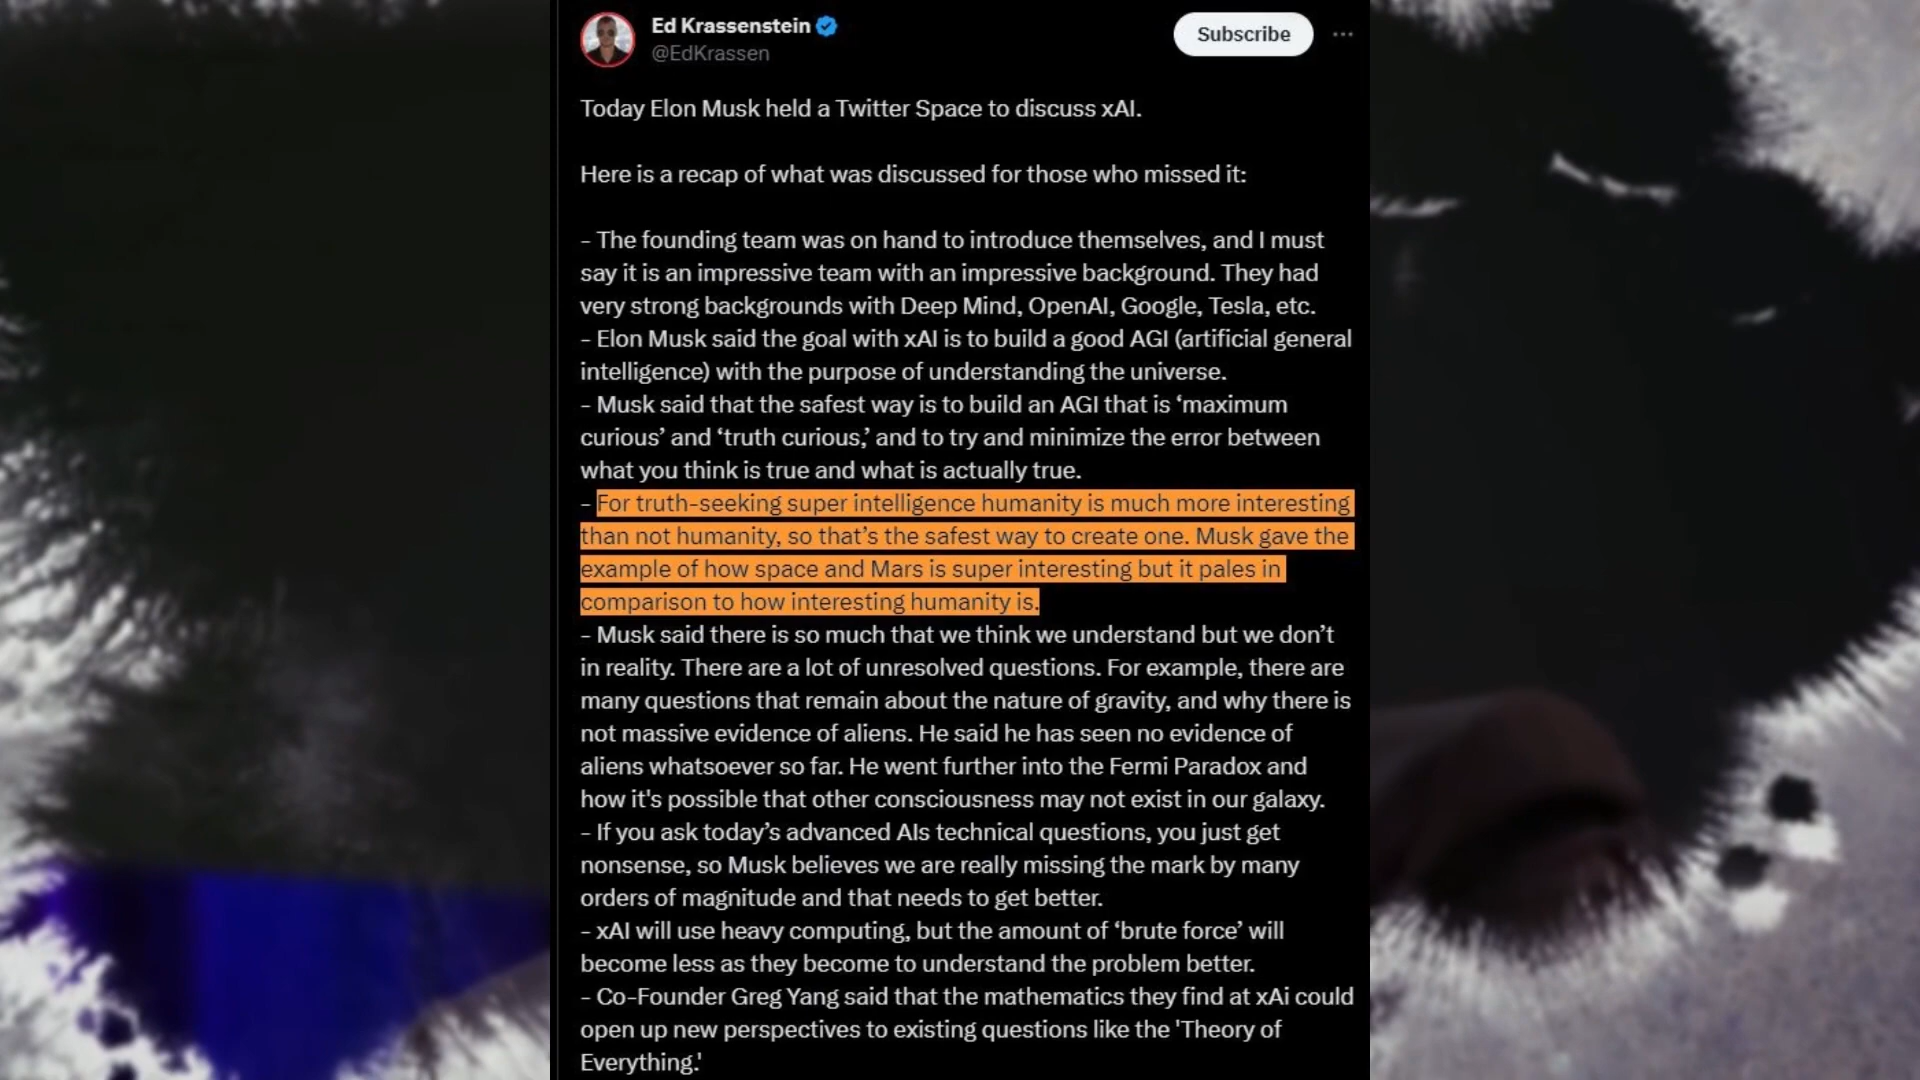 Ed Krassenstein
@EdKrassen
Subscribe
Today Elon Musk held a Twitter Space to discuss xAI.
Here is a recap of what was discussed for those who missed it:
- The founding team was on hand to introduce themselves, and I must
say it is an impressive team with an impressive background. They had
very strong backgrounds with Deep Mind, OpenAI, Google, Tesla, etc.
- Elon Musk said the goal with xAI is to build a good AGI (artificial general
intelligence) with the purpose of understanding the universe.
- Musk said that the safest way is to build an AGI that is ‘maximum
curious’ and ‘truth curious,’ and to try and minimize the error between
what you think is true and what is actually true.
- For truth-seeking super intelligence humanity is much more interesting
than not humanity, so that’s the safest way to create one. Musk gave the
example of how space and Mars is super interesting but it pales in
comparison to how interesting humanity is.
- Musk said there is so much that we think we understand but we don’t
in reality. There are a lot of unresolved questions. For example, there are
many questions that remain about the nature of gravity, and why there is
not massive evidence of aliens. He said he has seen no evidence of
aliens whatsoever so far. He went further into the Fermi Paradox and
how it's possible that other consciousness may not exist in our galaxy.
- If you ask today’s advanced AIs technical questions, you just get
nonsense, so Musk believes we are really missing the mark by many
orders of magnitude and that needs to get better.
- xAI will use heavy computing, but the amount of ‘brute force’ will
become less as they become to understand the problem better.
- Co-Founder Greg Yang said that the mathematics they find at xAi could
open up new perspectives to existing questions like the 'Theory of
Everything.'